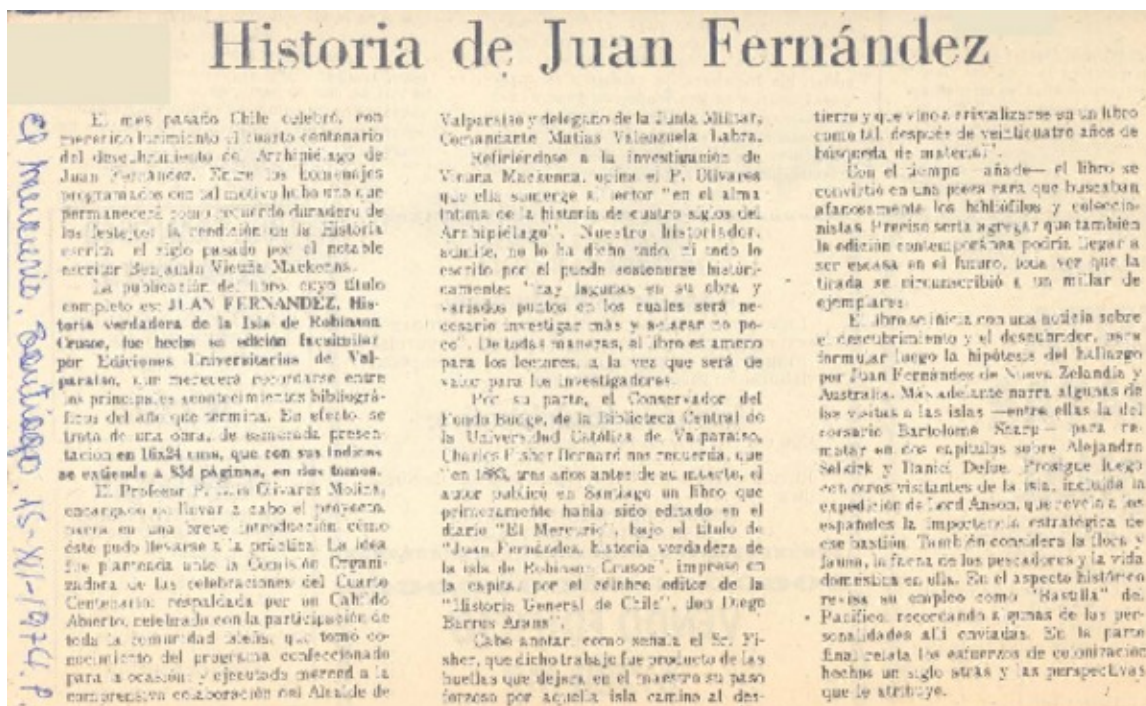 Historia de Juan Fernández
El mes pasado Chile celebró, con
merecido lucimiento el cuarto centenario
del descubrimiento del Archipiélago de
Juan Fernández. Entre los homenajes
programados con tal motivo hubo uno que
permanecerá como recuerdo duradero de
los festejos: la reedición de la Historia
escrita el siglo pasado por el notable
escritor Benjamín Vicuña Mackenna.
La publicación del libro, cuyo título
completo es: JUAN FERNANDEZ, His-
toria verdadera de la Isla de Robinson
Crusoe, fue hecha en edición facsimilar
por Ediciones Universitarias de Val-
paraíso, que merecerá recordarse entre
los principales acontecimientos bibliográ-
ficos del año que termina. En efecto, se
trata de una obra, de esmerada presen-
tación en 16x24 cms, que con sus índices
se extiende a 834 páginas, en dos tomos.
El Profesor P. Luis Olivares Molina,
encargado de llevar a cabo el proyecto,
narra en una breve introducción cómo
éste pudo llevarse a la práctica. La idea
fue planteada ante la Comisión Organi-
zadora de las celebraciones del Cuarto
Centenario; respaldada por un Cabildo
Abierto, celebrado con la participación de
toda la comunidad isleña, que tomó co-
nocimiento del programa confeccionado
para la ocasión; y ejecutada merced a la
comprensiva colaboración del Alcalde de
Valparaíso y delegado de la Junta Militar,
Comandante Matías Valenzuela Labra.
Refiriéndose a la investigación de
Vicuña Mackenna, opina el P. Olivares
que ella sumerge al lector "en el alma
íntima de la historia de cuatro siglos del
Archipiélago". Nuestro historiador,
admite, no lo ha dicho todo, ni todo lo
escrito por él puede sostenerse históri-
camente: "hay lagunas en su obra y
variados puntos en los cuales será ne-
cesario investigar más y aclarar no po-
co". De todas maneras, el libro es ameno
para los lectores, a la vez que será de
valor para los investigadores.
Por su parte, el Conservador del
Fondo Budge, de la Biblioteca Central de
la Universidad Católica de Valparaíso,
Charles Fisher Bernard nos recuerda, que
"en 1883, tres años antes de su muerte, el
autor publicó en Santiago un libro que
primeramente había sido editado en el
diario "El Mercurio", bajo el título de
"Juan Fernández, historia verdadera de
la isla de Robinson Crusoe", impreso en
la capital por el célebre editor de la
"Historia General de Chile", don Diego
Barros Arana".
Cabe anotar, como señala el Sr. Fi-
sher, que dicho trabajo fue producto de las
huellas que dejara en el maestro su paso
forzoso por aquella isla camino al des-
tierro y que vino a cristalizarse en un libro
como tal, después de veinticuatro años de
búsqueda de material".
Con el tiempo —añade— el libro se
convirtió en una pieza rara que buscaban
afanosamente los bibliófilos y coleccio-
nistas. Preciso sería agregar que también
la edición contemporánea podría llegar a
ser escasa en el futuro, toda vez que la
tirada se circunscribió a un millar de
ejemplares.
El libro se inicia con una noticia sobre
el descubrimiento y el descubridor, para
formular luego la hipótesis del hallazgo
por Juan Fernández de Nueva Zelandia y
Australia. Más adelante narra algunas de
las visitas a las islas —entre ellas la del
corsario Bartolomé Sharp— para re-
matar en dos capítulos sobre Alejandro
Selkirk y Daniel Defoe. Prosigue luego
con otros visitantes de la isla, incluida la
expedición de Lord Anson, que revela a los
españoles la importancia estratégica de
ese bastión. También considera la flora y
fauna, la faena de los pescadores y la vida
doméstica en ella. En el aspecto histórico
revisa su empleo como "Bastilla" del
Pacífico, recordando algunas de las per-
sonalidades allí enviadas. En la parte
final relata los esfuerzos de colonización
hechos un siglo atrás y las perspectivas
que le atribuye.
El Mercurio, Santiago, 15-XII-1974. P.